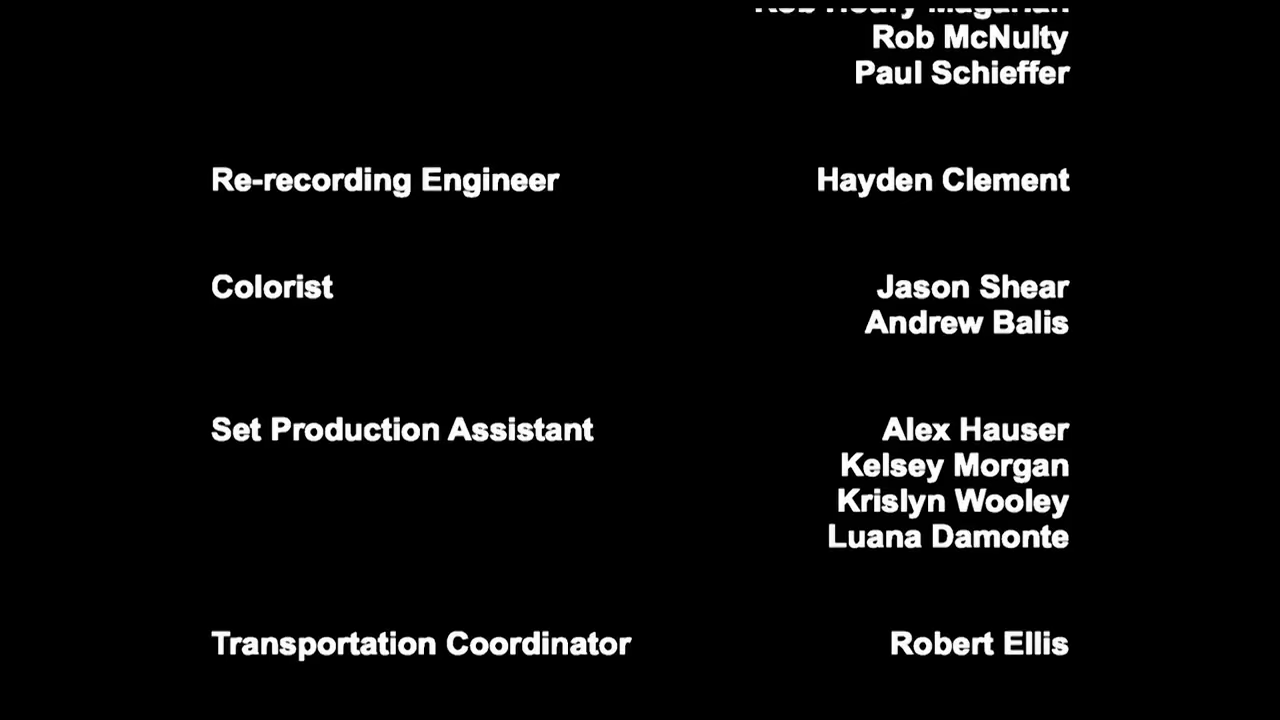 Rob McNulty
Paul Schieffer
Re-recording Engineer Hayden Clement
Colorist Jason Shear
Andrew Balis
Set Production Assistant Alex Hauser
Kelsey Morgan
Krislyn Wooley
Luana Damonte
Transportation Coordinator Robert Ellis